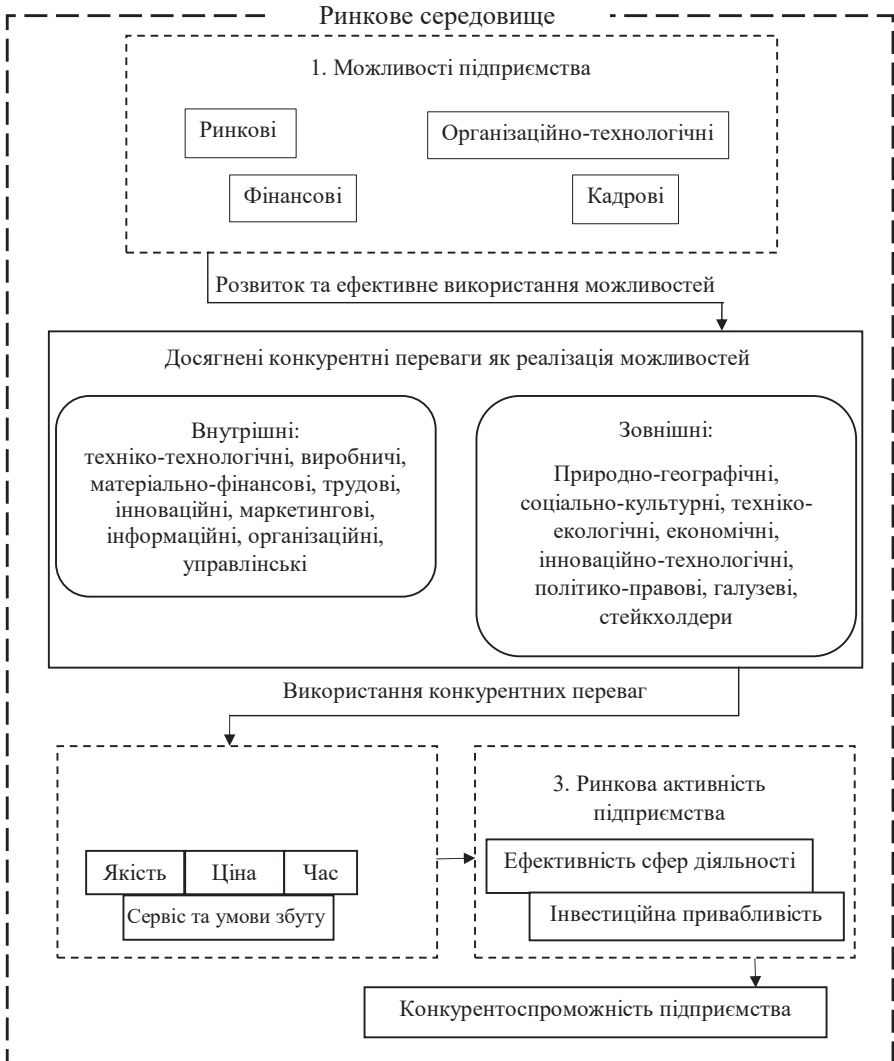 Ринкове середовище
1. Можливості підприємства
Ринкові
Організаційно-технологічні
Фінансові
Кадрові
Розвиток та ефективне використання можливостей
Досягнені конкурентні переваги як реалізація можливостей
Внутрішні:
техніко-технологічні, виробничі,
матеріально-фінансові, трудові,
інноваційні, маркетингові,
інформаційні, організаційні,
управлінські
Зовнішні:
Природно-географічні,
соціально-культурні, техніко-
екологічні, економічні,
інноваційно-технологічні,
політико-правові, галузеві,
стейкхолдери
Використання конкурентних переваг
Якість
Ціна
Час
Сервіс та умови збуту
3. Ринкова активність
підприємства
Ефективність сфер діяльності
Інвестиційна привабливість
Конкурентоспроможність підприємства